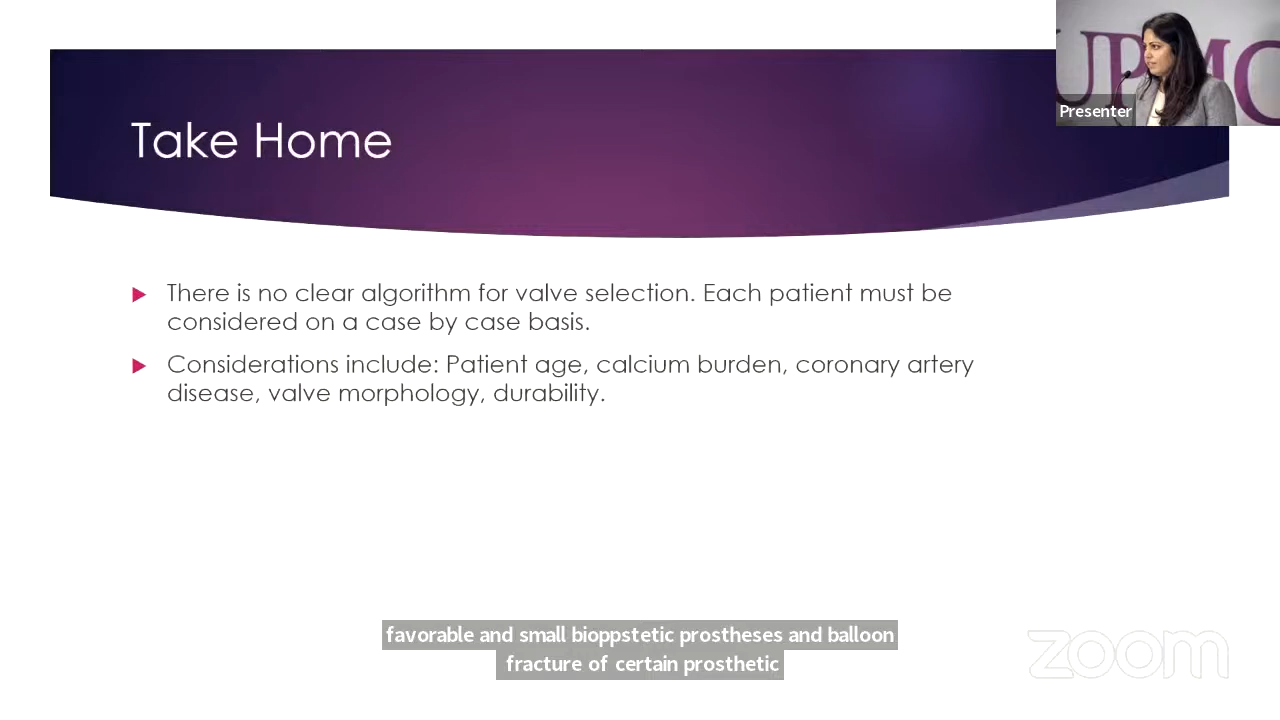 UPMC
Presenter
Take Home
There is no clear algorithm for valve selection. Each patient must be
considered on a case by case basis.
Considerations include: Patient age, calcium burden, coronary artery
disease, valve morphology, durability.
favorable and small bioppstetic prostheses and balloon
fracture of certain prosthetic
zoom